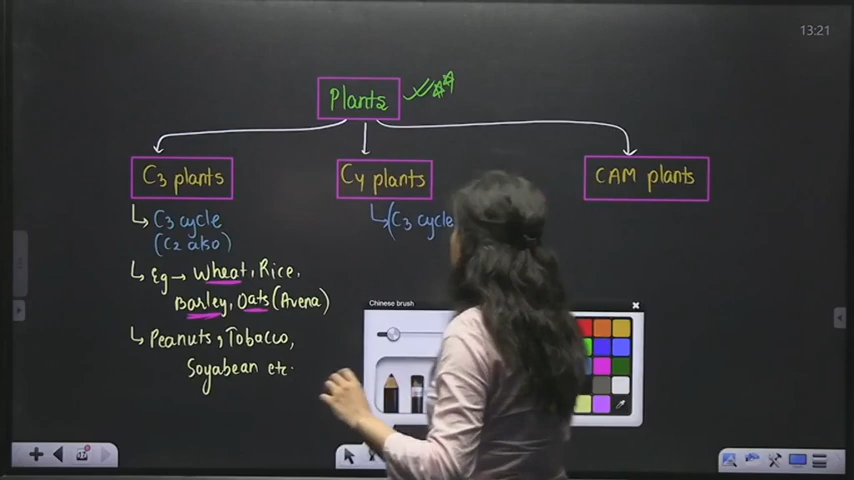 13:21
Plants
C3 plants
C4 plants
CAM plants
C3 cycle
(C2 also)
(C3 cycle
Eg → Wheat, Rice,
Barley, Oats (Avena)
Peanuts, Tobacco,
Soyabean etc.
Chinese brush